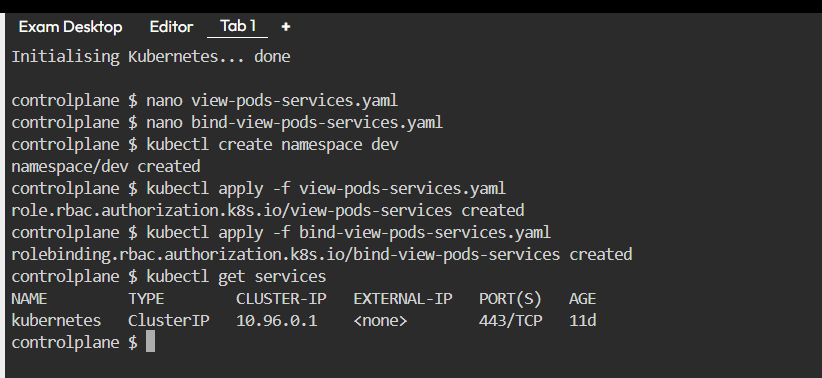 Exam Desktop Editor Tab 1 +
Initialising Kubernetes... done
controlplane $ nano view-pods-services.yaml
controlplane $ nano bind-view-pods-services.yaml
controlplane $ kubectl create namespace dev
namespace/dev created
controlplane $ kubectl apply -f view-pods-services.yaml
role.rbac.authorization.k8s.io/view-pods-services created
controlplane $ kubectl apply -f bind-view-pods-services.yaml
rolebinding.rbac.authorization.k8s.io/bind-view-pods-services created
controlplane $ kubectl get services
NAME TYPE CLUSTER-IP EXTERNAL-IP PORT(S) AGE
kubernetes ClusterIP 10.96.0.1 <none> 443/TCP 11d
controlplane $